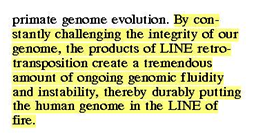 primate genome evolution. By con-
stantly challenging the integrity of our
genome, the products of LINE retro-
transposition create a tremendous
amount of ongoing genomic fluidity
and instability, thereby durably putting
the human genome in the LINE of
fire.